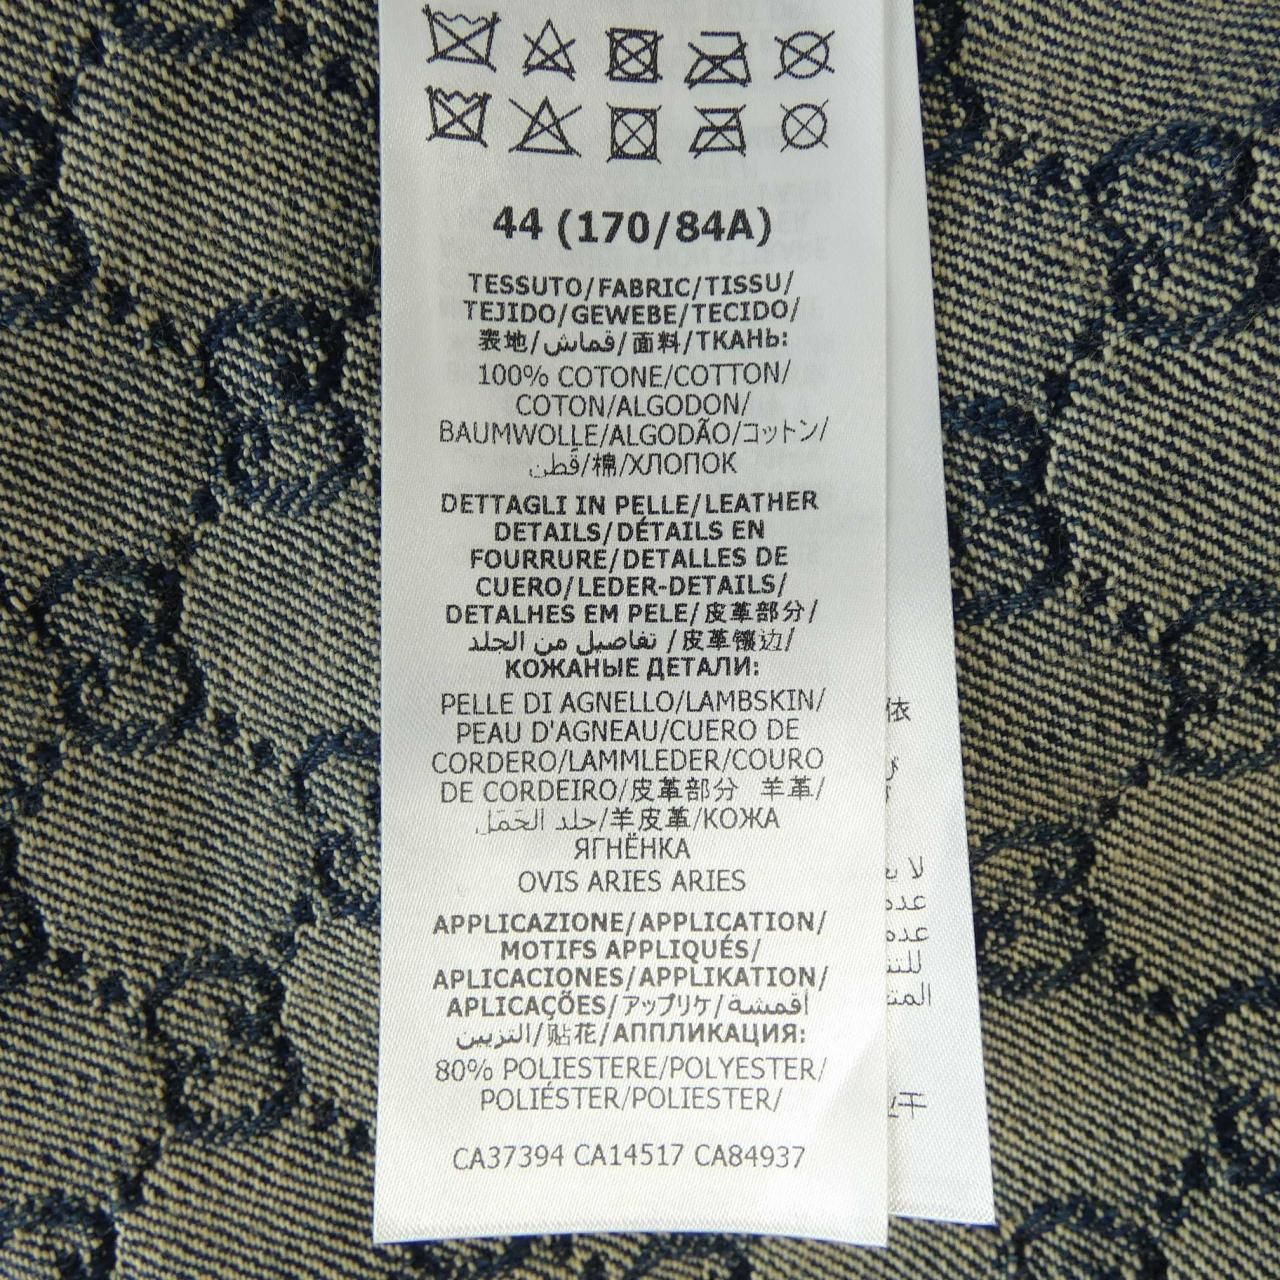 44 (170/84A)
TESSUTO/FABRIC/TISSU/
TEJIDO/GEWEBE/TECIDO/
表地/قماش/面料/ТКАНЬ:
100% COTONE/COTTON/
COTON/ALGODON/
BAUMWOLLE/ALGODÃO/コットン/
قُطن/棉/ХЛОПОК
DETTAGLI IN PELLE/LEATHER
DETAILS/DÉTAILS EN
FOURRURE/DETALLES DE
CUERO/LEDER-DETAILS/
DETALHES EM PELE/皮革部分/
تفاصيل من الجلد /皮革镶边/
КОЖАНЫЕ ДЕТАЛИ:
PELLE DI AGNELLO/LAMBSKIN/
PEAU D'AGNEAU/CUERO DE
CORDERO/LAMMLEDER/COURO
DE CORDEIRO/皮革部分 羊革/
جلد الحَمَل/羊皮革/КОЖА
ЯГНЁНКА
OVIS ARIES ARIES
APPLICAZIONE/APPLICATION/
MOTIFS APPLIQUÉS/
APLICACIONES/APPLIKATION/
APLICAÇÕES/アップリケ/أقمشة
التزيين/贴花/АППЛИКАЦИЯ:
80% POLIESTERE/POLYESTER/
POLIÉSTER/POLIESTER/
CA37394 CA14517 CA84937
依
لا